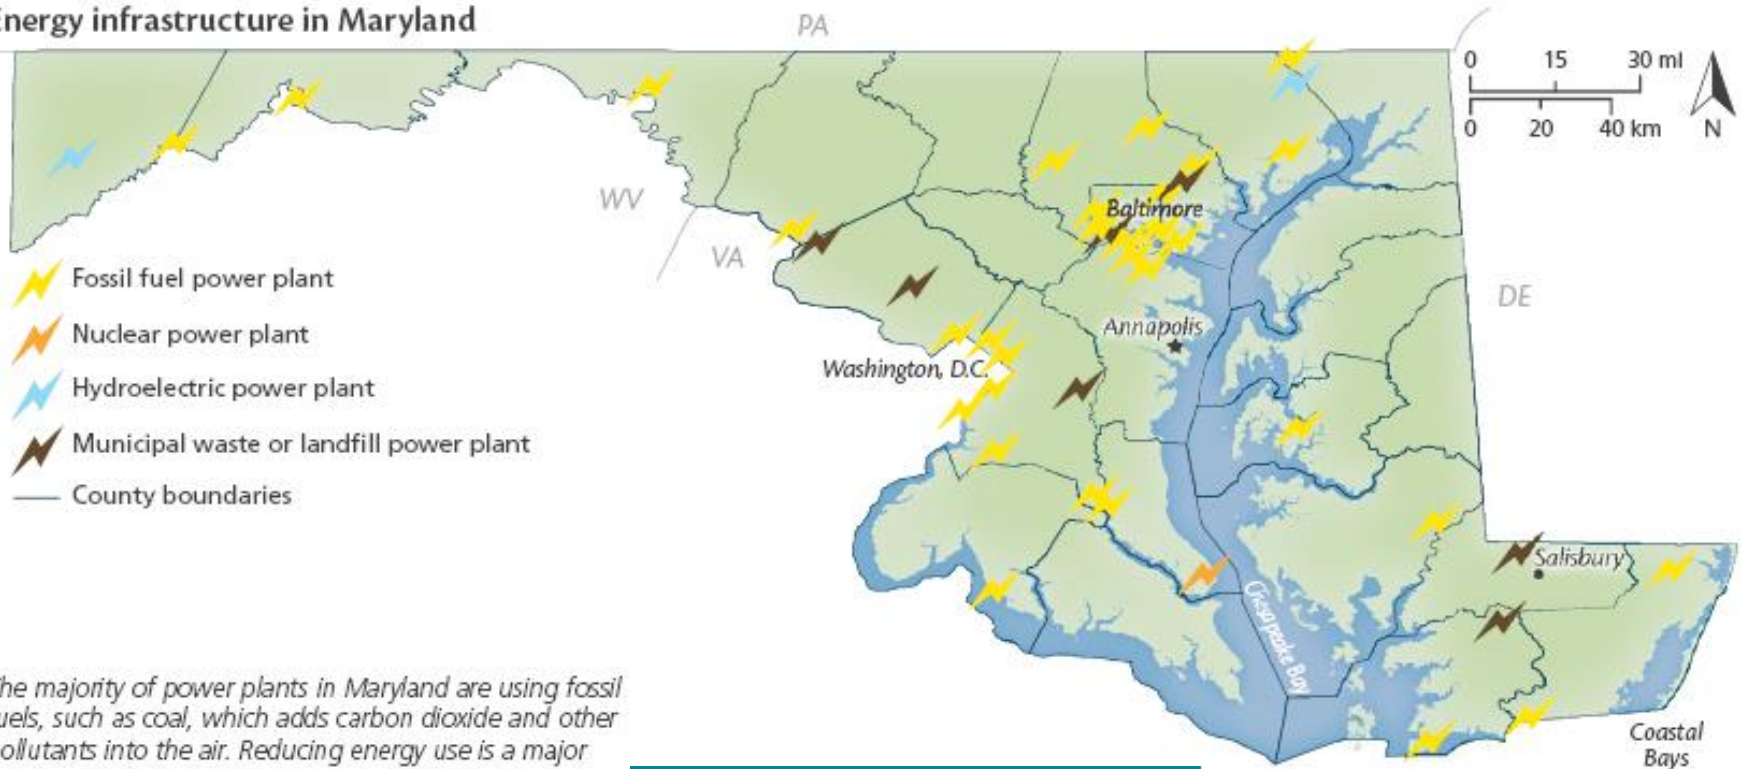 Energy infrastructure in Maryland
PA
0 15 30 mi
0 20 40 km
N
WV
VA
DE
Baltimore
Annapolis
Washington, D.C.
Salisbury
Chesapeake Bay
Coastal
Bays
Fossil fuel power plant
Nuclear power plant
Hydroelectric power plant
Municipal waste or landfill power plant
County boundaries
he majority of power plants in Maryland are using fossil
uels, such as coal, which adds carbon dioxide and other
ollutants into the air. Reducing energy use is a major